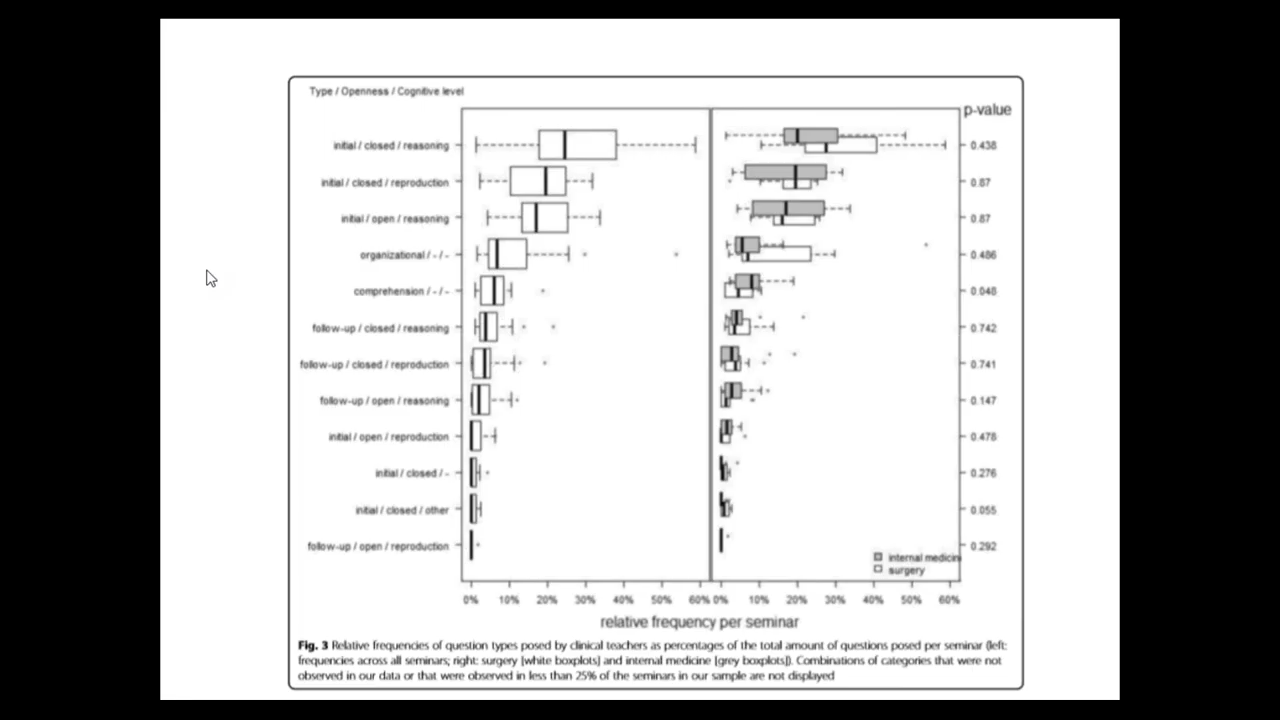 Type / Openness / Cognitive level
p-value
initial / closed / reasoning 0.438
initial / closed / reproduction 0.87
initial / open / reasoning 0.87
organizational / - / - 0.486
comprehension / - / - 0.048
follow-up / closed / reasoning 0.742
follow-up / closed / reproduction 0.741
follow-up / open / reasoning 0.147
initial / open / reproduction 0.478
initial / closed / - 0.276
initial / closed / other 0.055
follow-up / open / reproduction 0.292
internal medicin
surgery
0% 10% 20% 30% 40% 50% 60% 0% 10% 20% 30% 40% 50% 60%
relative frequency per seminar
Fig. 3 Relative frequencies of question types posed by clinical teachers as percentages of the total amount of questions posed per seminar (left:
frequencies across all seminars; right: surgery [white boxplots] and internal medicine [grey boxplots]). Combinations of categories that were not
observed in our data or that were observed in less than 25% of the seminars in our sample are not displayed